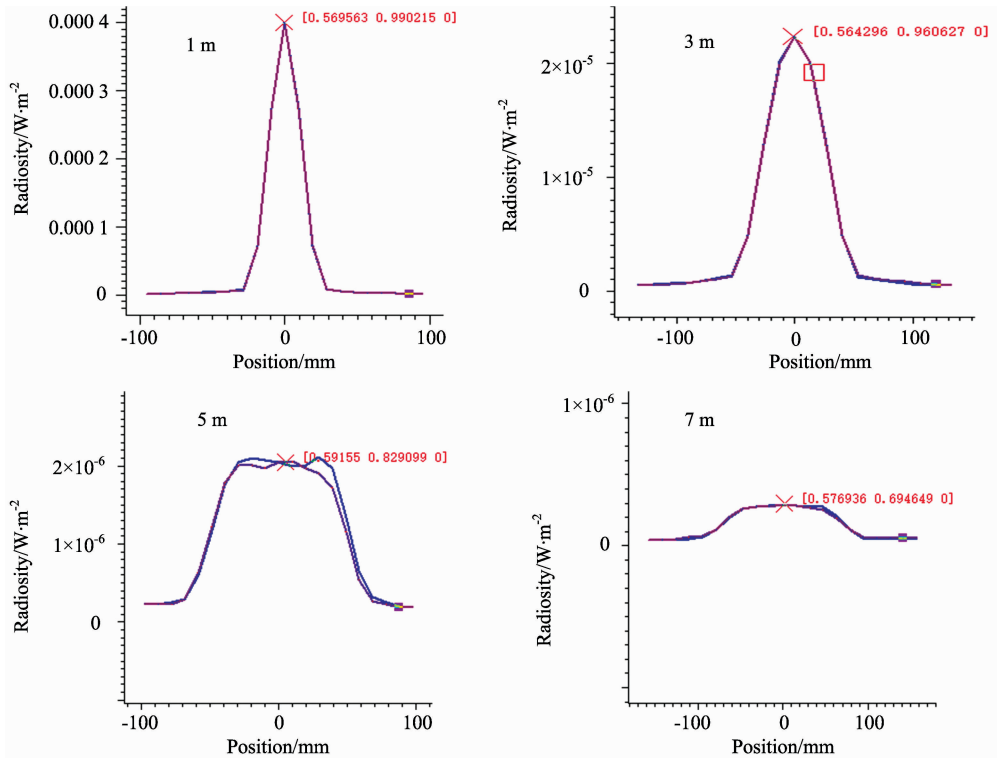 0.000 4
[0.569563 0.990215 0]
1 m
0.000 3
0.000 2
0.000 1
0
Radiosity/W·m-2
-100
0
100
Position/mm
[0.564296 0.960627 0]
3 m
2×10-5
1×10-5
0
Radiosity/W·m-2
-100
0
100
Position/mm
5 m
[0.59155 0.829099 0]
2×10-6
1×10-6
0
Radiosity/W·m-2
-100
0
100
Position/mm
1×10-6
7 m
[0.576936 0.694649 0]
0
Radiosity/W·m-2
-100
0
100
Position/mm